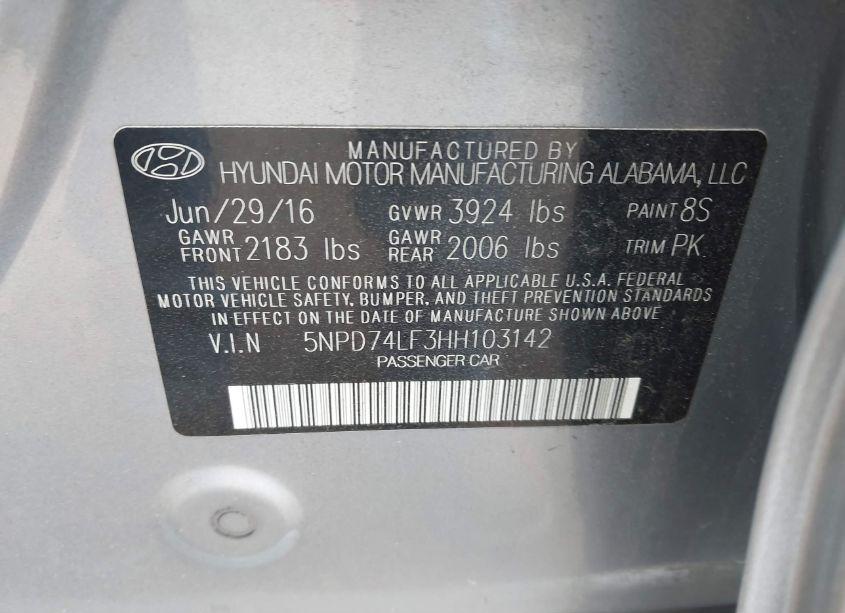 MANUFACTURED BY
HYUNDAI MOTOR MANUFACTURING ALABAMA, LLC
Jun/29/16 GVWR 3924 lbs PAINT 8S
GAWR FRONT 2183 lbs GAWR REAR 2006 lbs TRIM PK
THIS VEHICLE CONFORMS TO ALL APPLICABLE U.S.A. FEDERAL
MOTOR VEHICLE SAFETY, BUMPER, AND THEFT PREVENTION STANDARDS
IN EFFECT ON THE DATE OF MANUFACTURE SHOWN ABOVE
V.I.N 5NPD74LF3HH103142
PASSENGER CAR